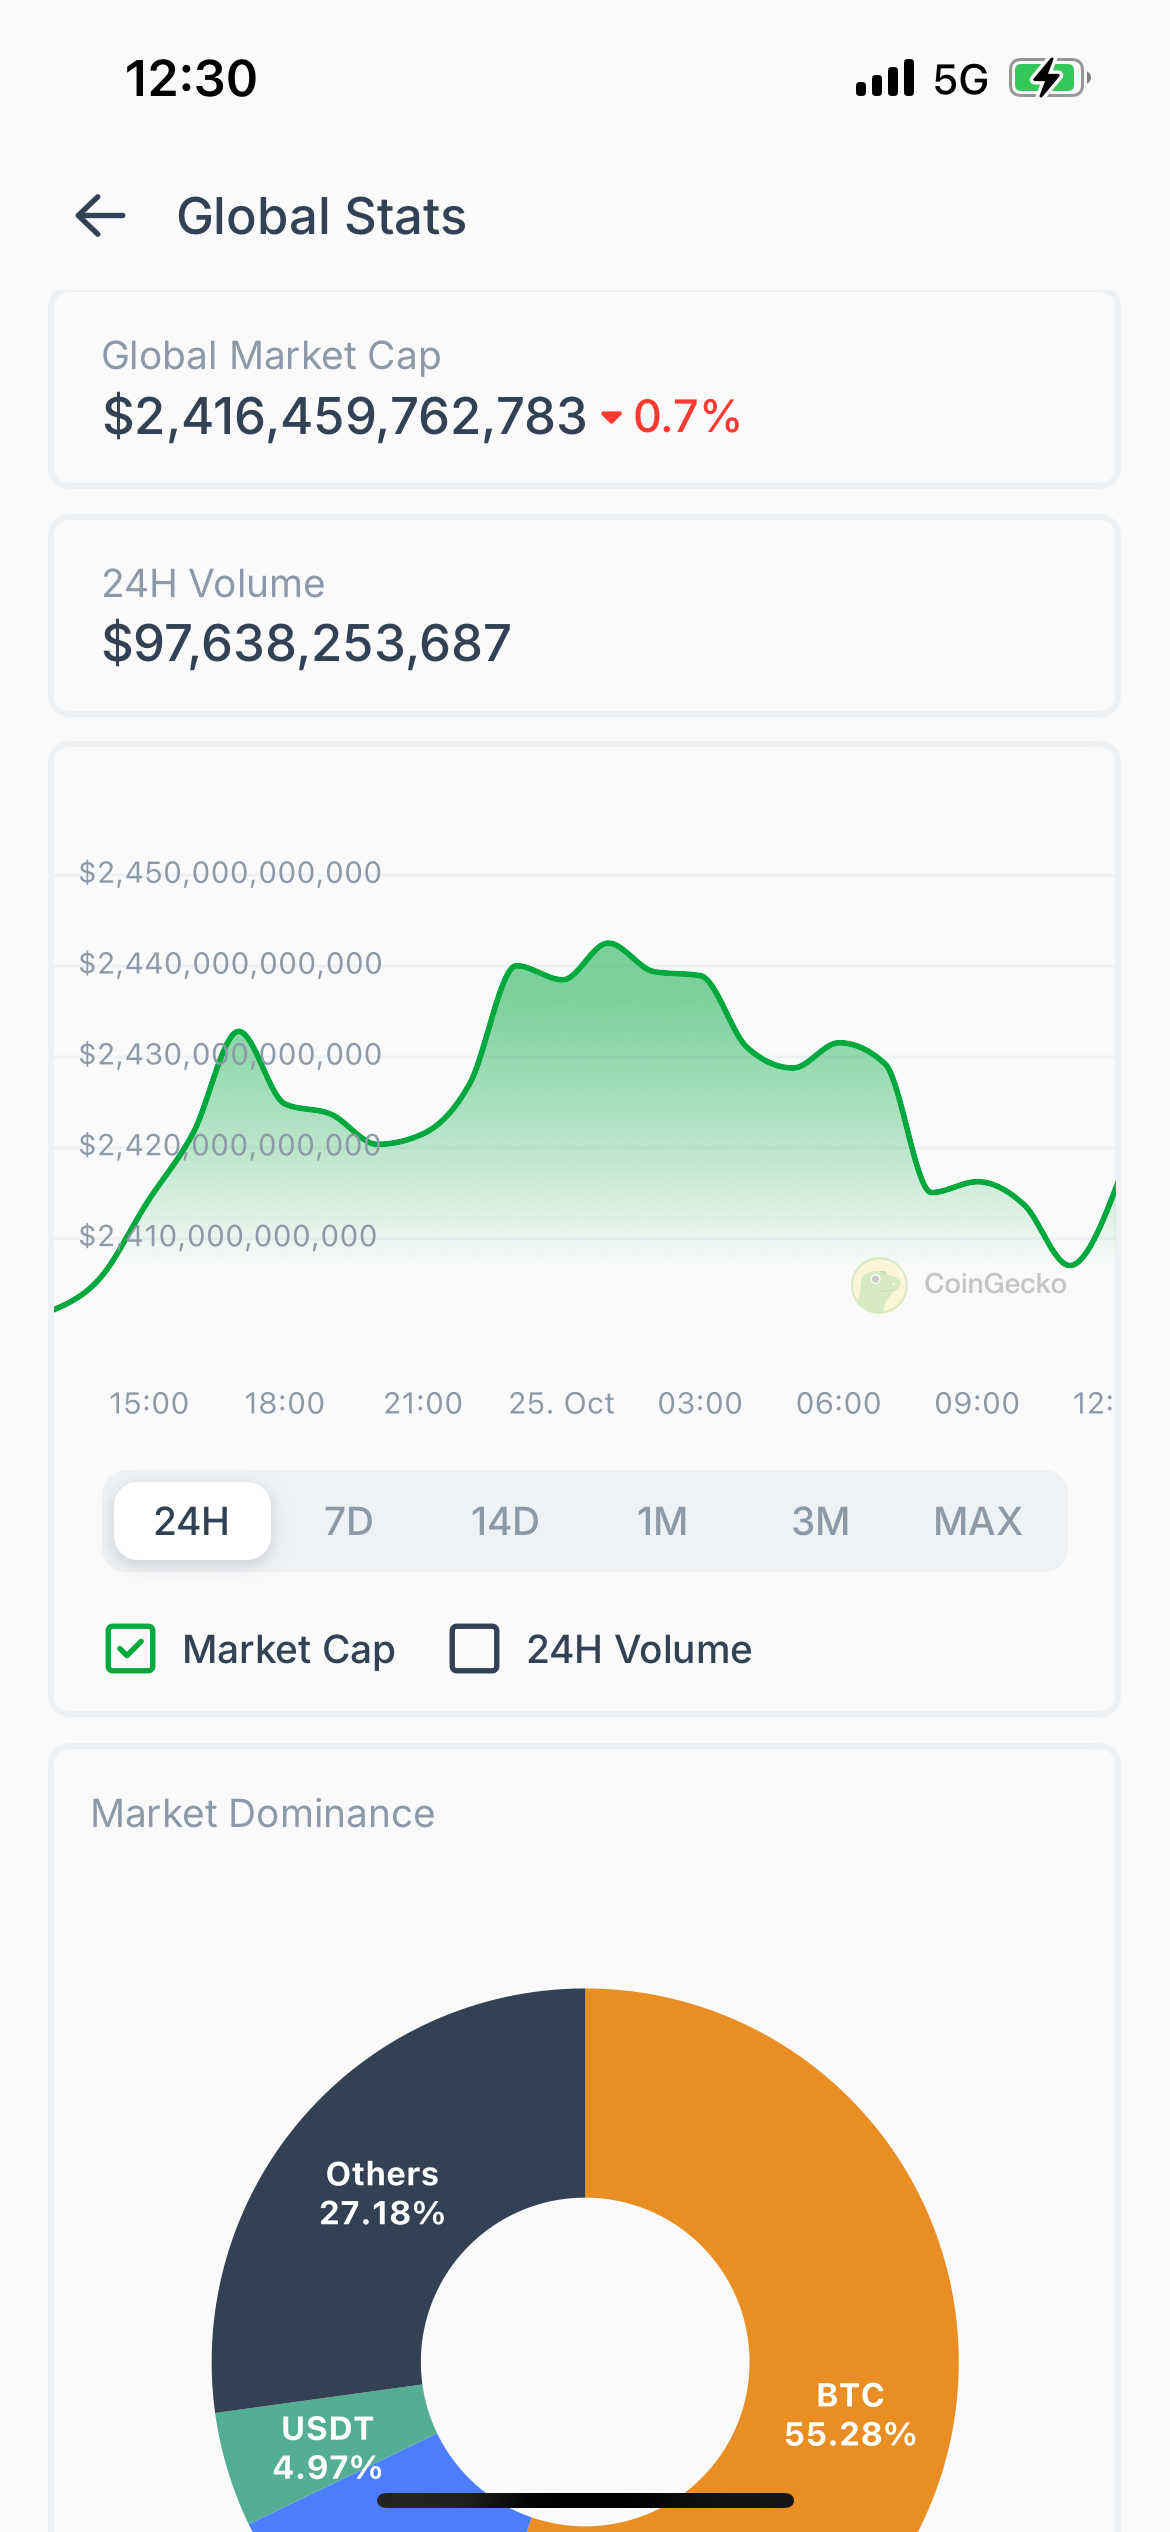 12:30
5G
Global Stats
Global Market Cap
$2,416,459,762,783 0.7%
24H Volume
$97,638,253,687
$2,450,000,000,000
$2,440,000,000,000
$2,430,000,000,000
$2,420,000,000,000
$2,410,000,000,000
CoinGecko
15:00 18:00 21:00 25. Oct 03:00 06:00 09:00 12:
24H 7D 14D 1M 3M MAX
Market Cap 24H Volume
Market Dominance
Others
27.18%
BTC
55.28%
USDT
4.97%